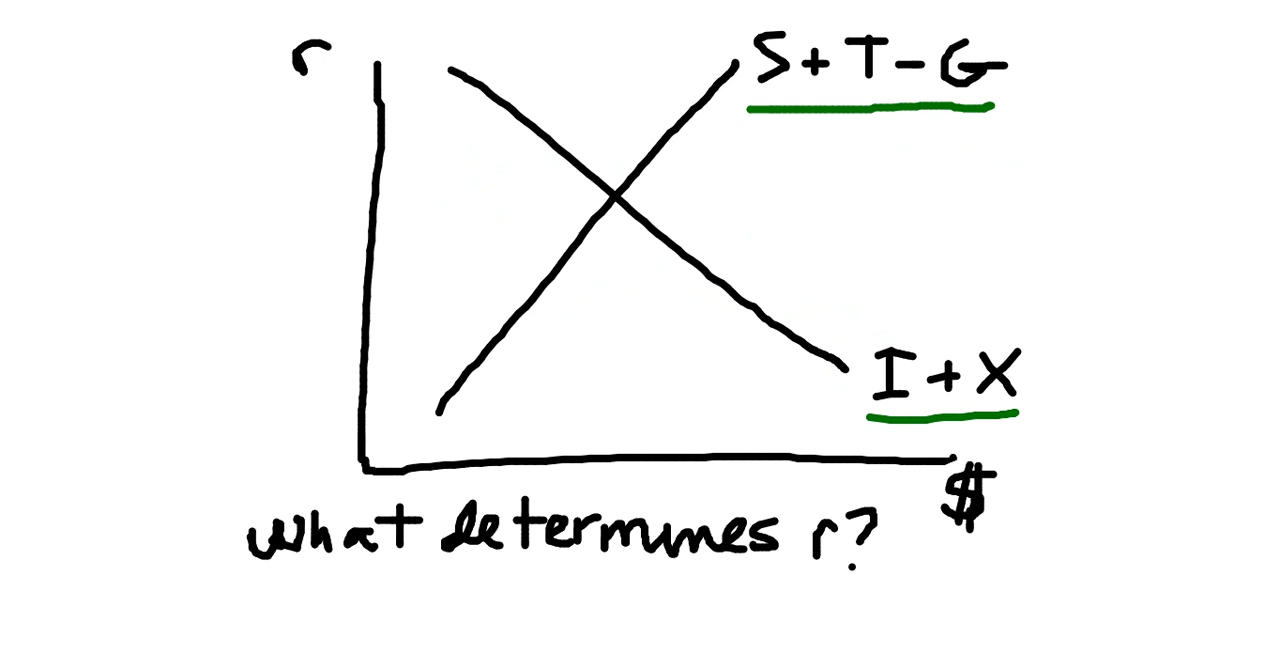 r
S+T-G
I+X
$
what determines r?